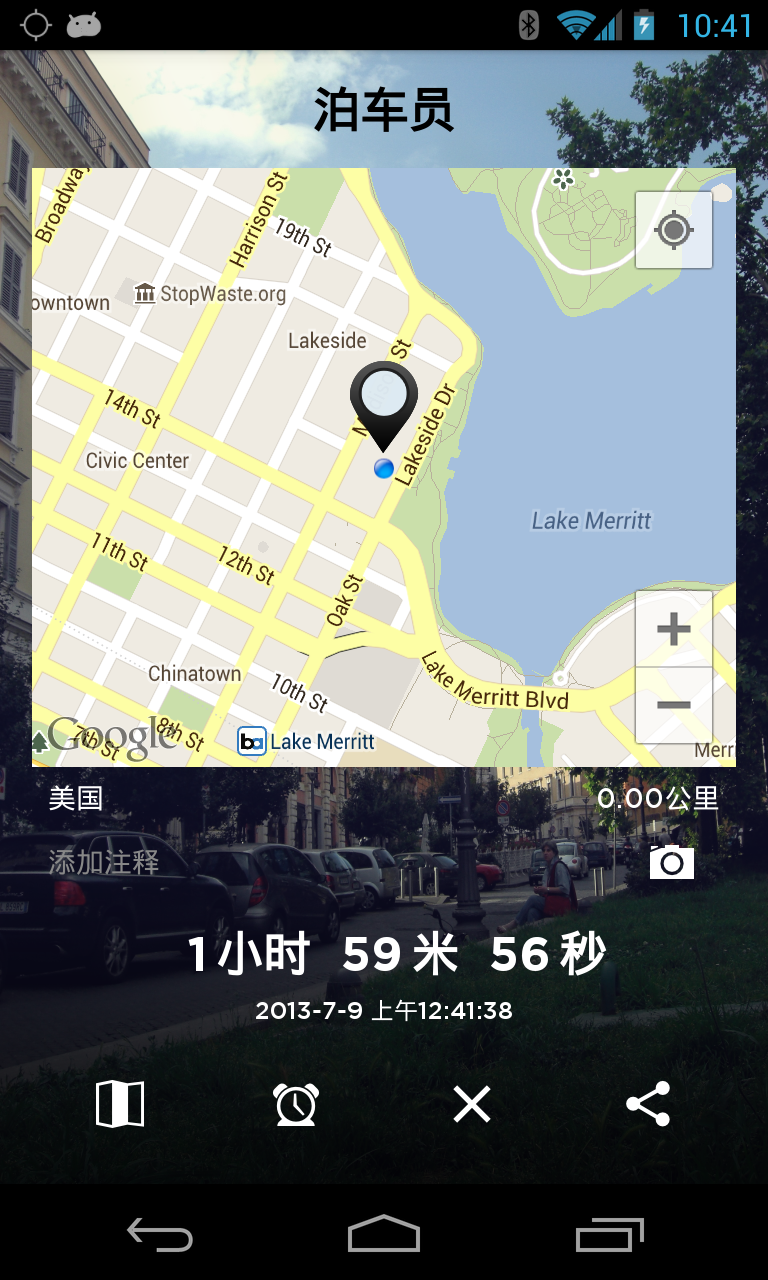 10:41
泊车员
Broadway
Harrison St
19th St
owntown
StopWaste.org
Lakeside
St
14th St
Lakeside Dr
Civic Center
Lake Merritt
11th St
12th St
Oak St
Chinatown
10th St
Lake Merritt Blvd
Google
7th St
8th St
ba Lake Merritt
Merri
美国
0.00公里
添加注释
1小时 59米 56秒
2013-7-9 上午12:41:38